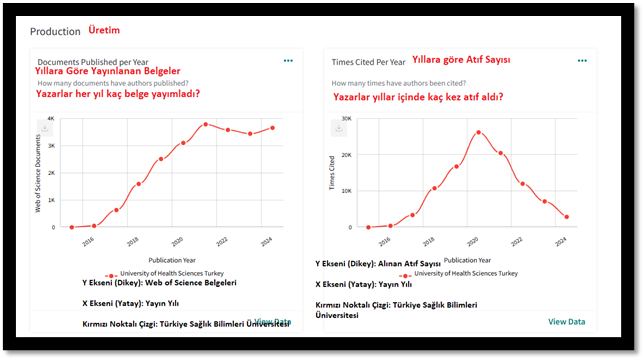 Production Üretim
Documents Published per Year
Yıllara Göre Yayınlanan Belgeler
How many documents have authors published?
Yazarlar her yıl kaç belge yayımladı?
4K
3K
2K
1K
0
Web of Science Documents
2016
2018
2020
2022
2024
Publication Year
University of Health Sciences Turkey
Y Ekseni (Dikey): Web of Science Belgeleri
X Ekseni (Yatay): Yayın Yılı
Kırmızı Noktalı Çizgi: Türkiye Sağlık Bilimleri Üniversitesi
View Data
Times Cited Per Year Yıllara göre Atıf Sayısı
How many times have authors been cited?
Yazarlar yıllar içinde kaç kez atıf aldı?
30K
20K
10K
0
Times Cited
2016
2018
2020
2022
2024
Publication Year
Y Ekseni (Dikey): Alınan Atıf Sayısı
University of Health Sciences Turkey
X Ekseni (Yatay): Yayın Yılı
Kırmızı Noktalı Çizgi: Türkiye Sağlık Bilimleri
Üniversitesi
View Data